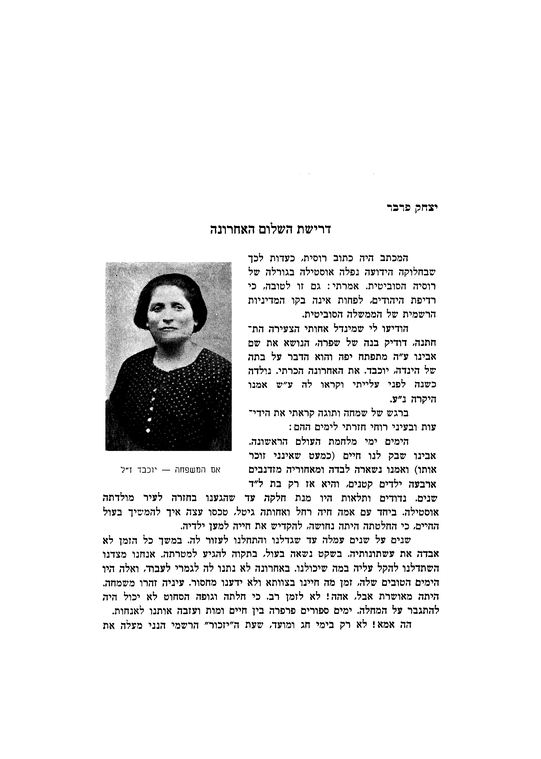 יצחק פרבר
דרישת השלום האחרונה
המכתב היה כתוב רוסית, כעדות לכך
שבחלוקה הידועה נפלה אוסטילה בגורלה של
רוסיה הסוביטית. אמרתי: גם זו לטובה, כי
רדיפת היהודים, לפחות אינה בקו המדיניות
הרשמית של הממשלה הסוביטית.
הודיעו לי שמינדל אחותי הצעירה הת־
חתנה, דודיק בנה של שפרה, הנושא את שם
אבינו ע״ה מתפתח יפה והוא הדבר על בתה
של הינדה, יוכבד. את האחרונה הכרתי. נולדה
כשנה לפני עלייתי וקראו לה ע״ש אמנו
היקרה נ״ע.
ברגש של שמחה ותוגה קראתי את הידי־
עות ובעיני רוחי חזרתי לימים ההם:
הימים ימי מלחמת העולם הראשונה.
אבינו שבק לנו חיים (כמעט שאינני זוכר
אותו) ואמנו נשארה לבדה ומאחוריה מזדנבים
ארבעה ילדים קטנים, והיא אז רק בת ל״ד
שנים. נדודים ותלאות היו מנת חלקה עד שהגענו בחזרה לעיר מולדתה
אוסטילה. ביחד עם אמה חיה רחל ואחותה גיטל, טכסו עצה איך להמשיך בעול
החיים, כי החלטתה היתה נחושה, להקדיש את חייה למען ילדיה.
שנים על שנים עמלה עד שגדלנו והתחלנו לעזור לה. במשך כל הזמן לא
אבדה את עשתונותיה. בשקט נשאה בעול, בתקוה להגיע למטרתה. אנחנו מצדנו
השתדלנו להקל עליה במה שיכולנו. באחרונה לא נתנו לה לגמרי לעבוד, ואלה היו
הימים הטובים שלה, זמן מה חיינו בצוותא ולא ידענו מחסור. עיניה זהרו משמחה.
היתה מאושרת אבל, אהה! לא לזמן רב. כי חלתה וגופה הסחוט לא יכול היה
להתגבר על המחלה. ימים ספורים פרפרה בין חיים ומות ועזבה אותנו לאנחות.
הה אמא! לא רק בימי חג ומועד, שעת ה״יזכור״ הרשמי הנני מעלה את
אם המשפחה — יוכבד ז״ל